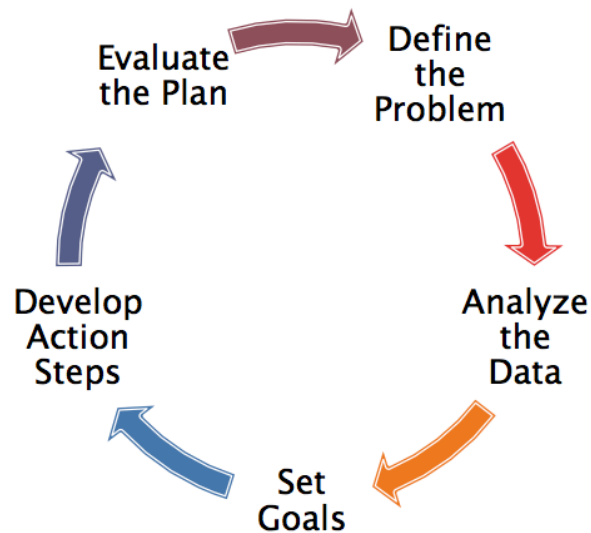 Define
the
Problem
Analyze
the
Data
Set
Goals
Develop
Action
Steps
Evaluate
the Plan